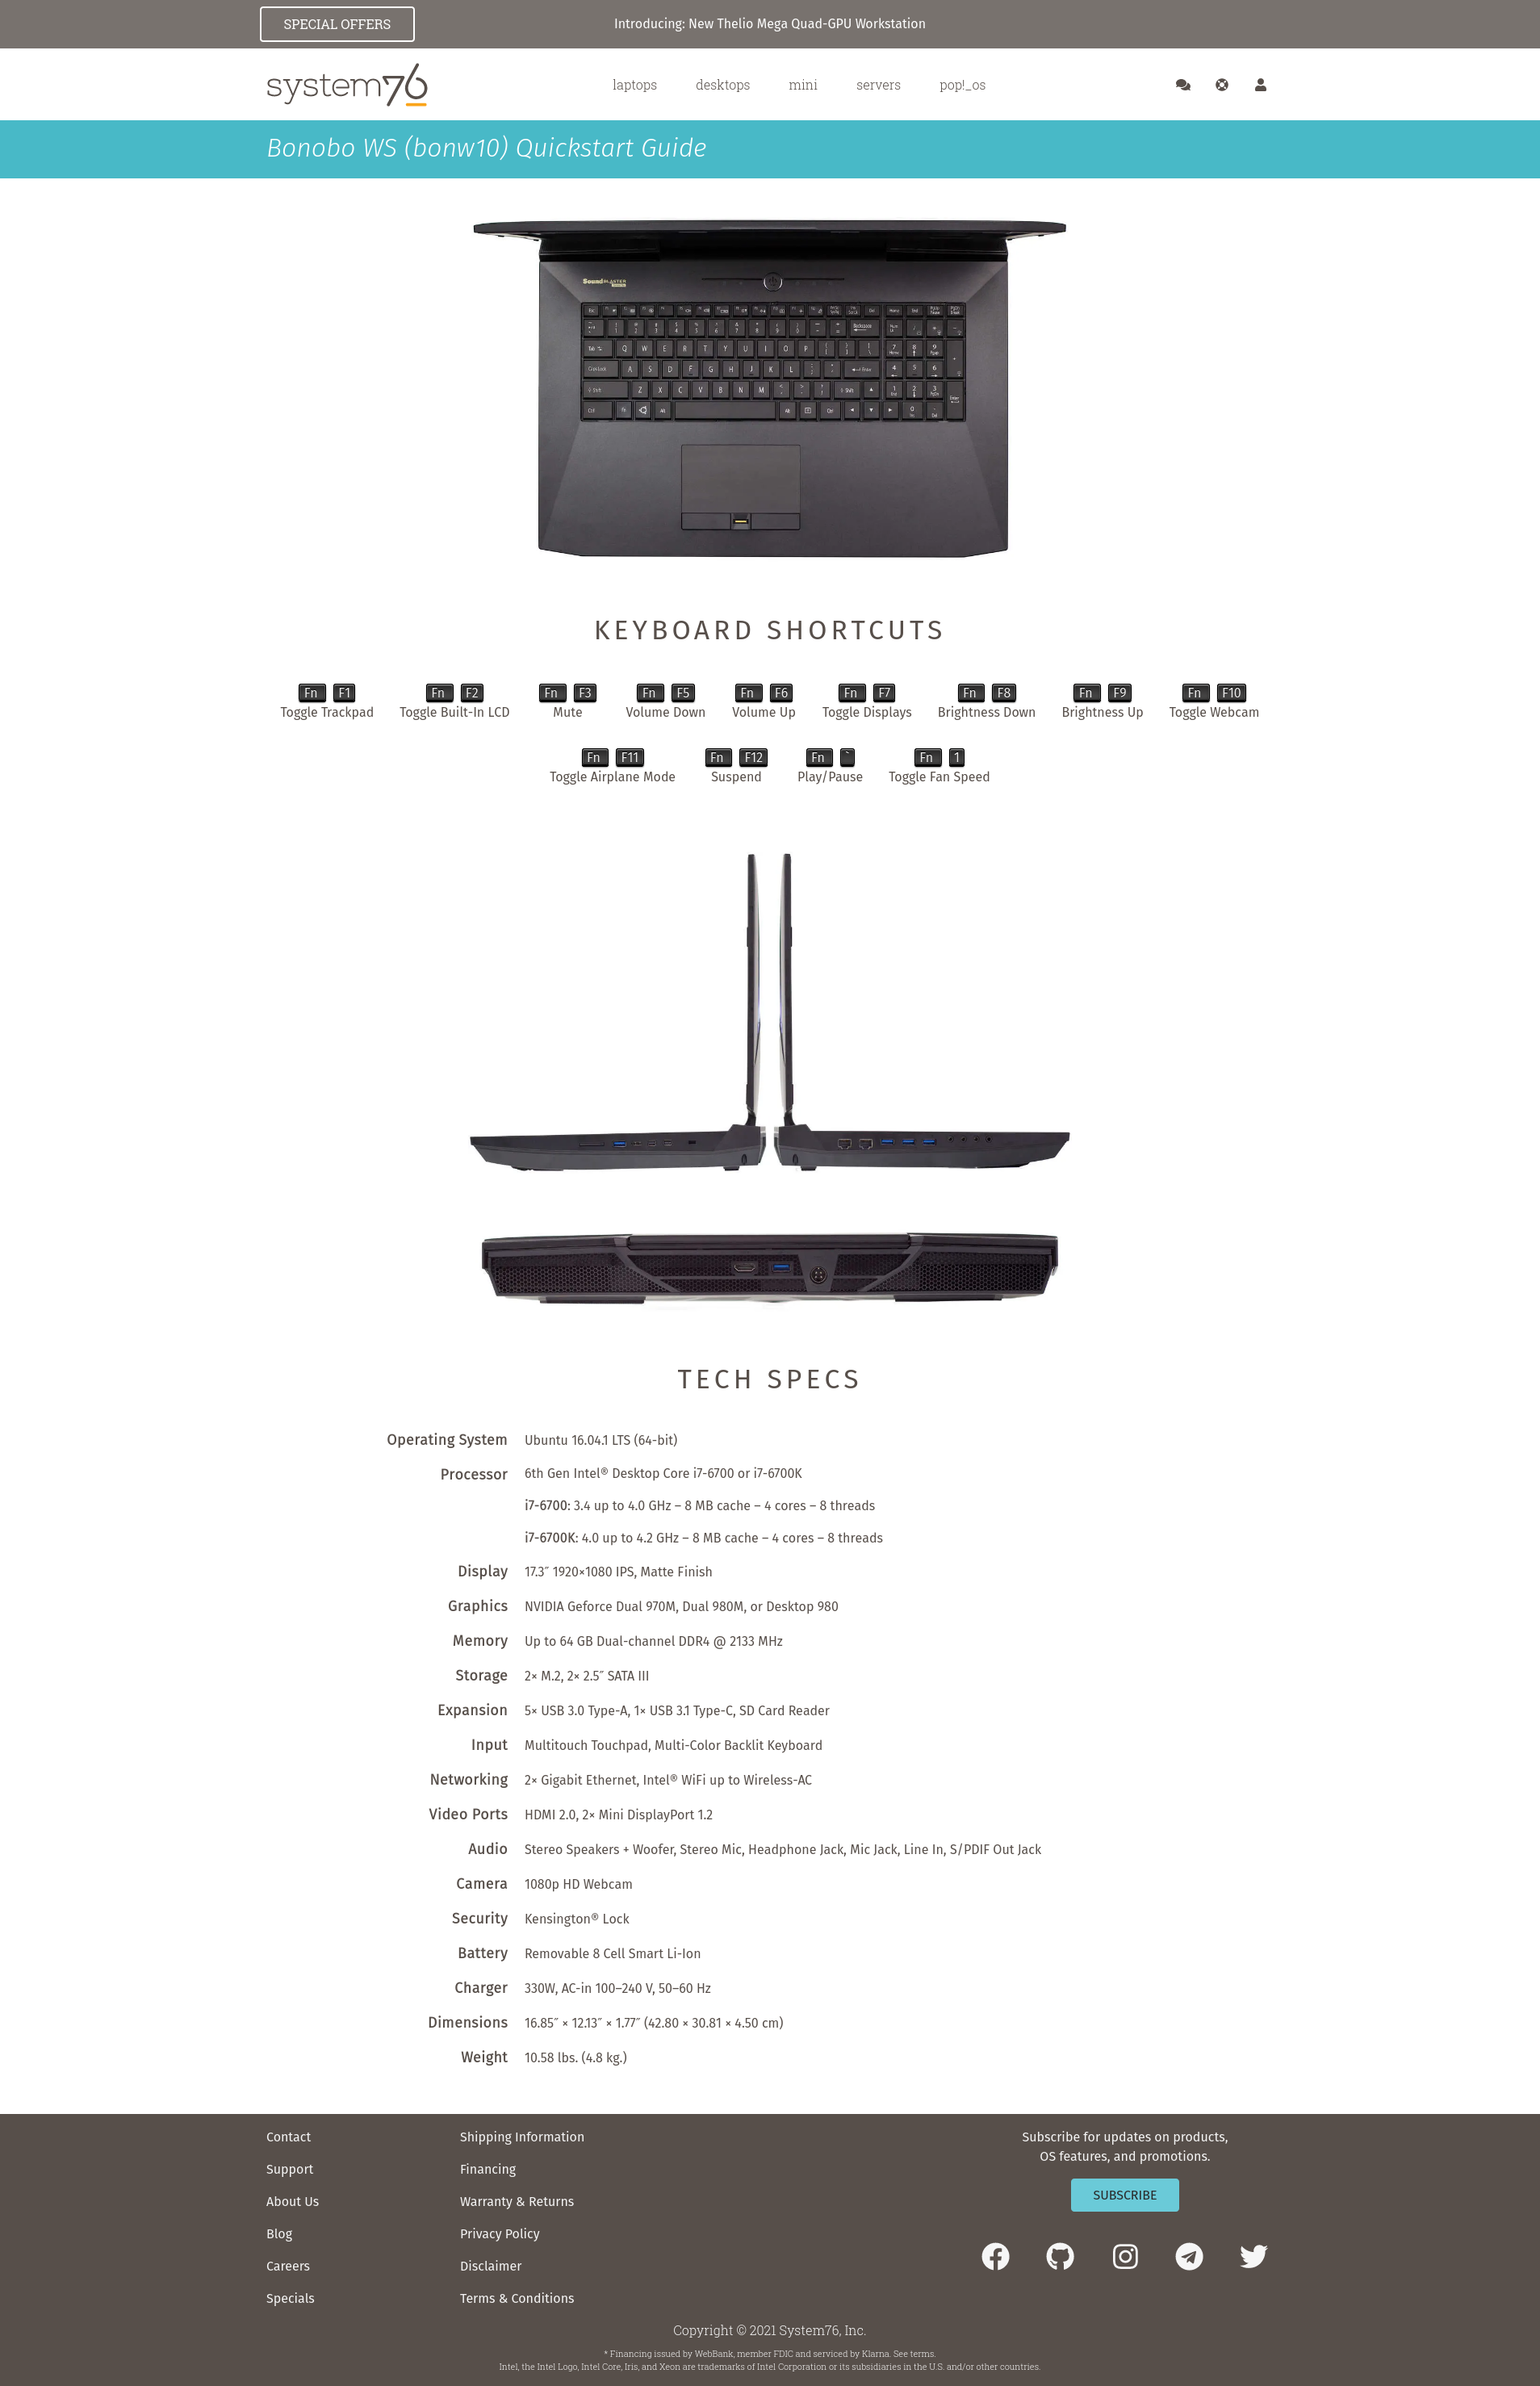 SPECIAL OFFERS
Introducing: New Thelio Mega Quad-GPU Workstation
system76
laptops desktops mini servers pop!_os
Bonobo WS (bonw10) Quickstart Guide
Sound BLASTER
KEYBOARD SHORTCUTS
Fn F1 Fn F2 Fn F3 Fn F5 Fn F6 Fn F7 Fn F8 Fn F9 Fn F10
Toggle Trackpad Toggle Built-In LCD Mute Volume Down Volume Up Toggle Displays Brightness Down Brightness Up Toggle Webcam
Fn F11 Fn F12 Fn ` Fn 1
Toggle Airplane Mode Suspend Play/Pause Toggle Fan Speed
TECH SPECS
Operating System Ubuntu 16.04.1 LTS (64-bit)
Processor 6th Gen Intel® Desktop Core i7-6700 or i7-6700K
i7-6700: 3.4 up to 4.0 GHz – 8 MB cache – 4 cores – 8 threads
i7-6700K: 4.0 up to 4.2 GHz – 8 MB cache – 4 cores – 8 threads
Display 17.3″ 1920×1080 IPS, Matte Finish
Graphics NVIDIA Geforce Dual 970M, Dual 980M, or Desktop 980
Memory Up to 64 GB Dual-channel DDR4 @ 2133 MHz
Storage 2× M.2, 2× 2.5″ SATA III
Expansion 5× USB 3.0 Type-A, 1× USB 3.1 Type-C, SD Card Reader
Input Multitouch Touchpad, Multi-Color Backlit Keyboard
Networking 2× Gigabit Ethernet, Intel® WiFi up to Wireless-AC
Video Ports HDMI 2.0, 2× Mini DisplayPort 1.2
Audio Stereo Speakers + Woofer, Stereo Mic, Headphone Jack, Mic Jack, Line In, S/PDIF Out Jack
Camera 1080p HD Webcam
Security Kensington® Lock
Battery Removable 8 Cell Smart Li-Ion
Charger 330W, AC-in 100–240 V, 50–60 Hz
Dimensions 16.85″ × 12.13″ × 1.77″ (42.80 × 30.81 × 4.50 cm)
Weight 10.58 lbs. (4.8 kg.)
Contact
Support
About Us
Blog
Careers
Specials
Shipping Information
Financing
Warranty & Returns
Privacy Policy
Disclaimer
Terms & Conditions
Subscribe for updates on products,
OS features, and promotions.
SUBSCRIBE
Copyright © 2021 System76, Inc.
* Financing issued by WebBank, member FDIC and serviced by Klarna. See terms.
Intel, the Intel Logo, Intel Core, Iris, and Xeon are trademarks of Intel Corporation or its subsidiaries in the U.S. and/or other countries.